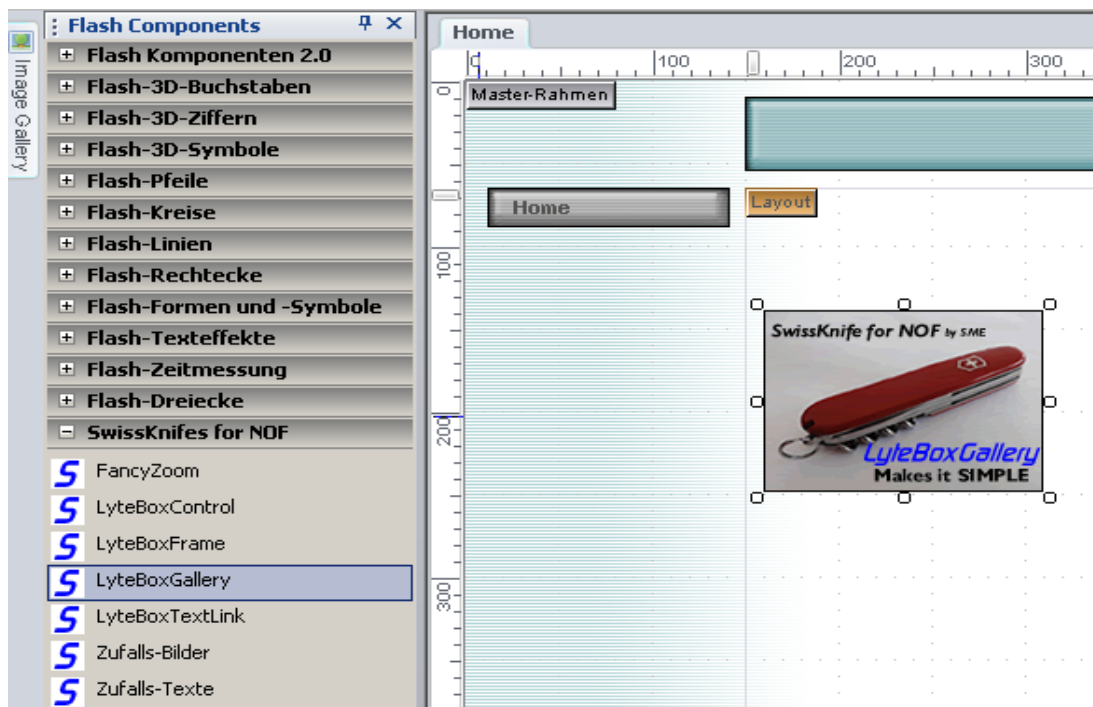 Image Gallery
Flash Components
Flash Komponenten 2.0
Flash-3D-Buchstaben
Flash-3D-Ziffern
Flash-3D-Symbole
Flash-Pfeile
Flash-Kreise
Flash-Linien
Flash-Rechtecke
Flash-Formen und -Symbole
Flash-Texteffekte
Flash-Zeitmessung
Flash-Dreiecke
SwissKnifes for NOF
S FancyZoom
S LyteBoxControl
S LyteBoxFrame
S LyteBoxGallery
S LyteBoxTextLink
S Zufalls-Bilder
S Zufalls-Texte
Home
0 100 200 300
0
100
200
300
Master-Rahmen
Home
Layout
SwissKnife for NOF by SME
LyteBoxGallery
Makes it SIMPLE